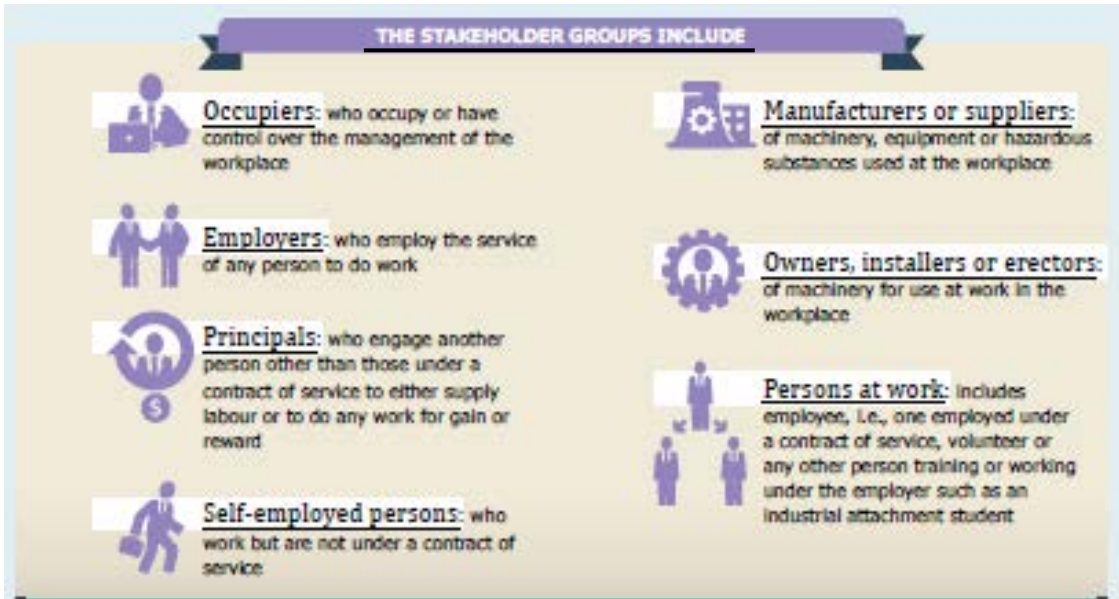 THE STAKEHOLDER GROUPS INCLUDE
Occupiers: who occupy or have
control over the management of the
workplace
Employers: who employ the service
of any person to do work
Principals: who engage another
person other than those under a
contract of service to either supply
labour or to do any work for gain or
reward
$
Self-employed persons: who
work but are not under a contract of
service
Manufacturers or suppliers:
of machinery, equipment or hazardous
substances used at the workplace
Owners, installers or erectors:
of machinery for use at work in the
workplace
Persons at work: includes
employee, i.e., one employed under
a contract of service, volunteer or
any other person training or working
under the employer such as an
industrial attachment student